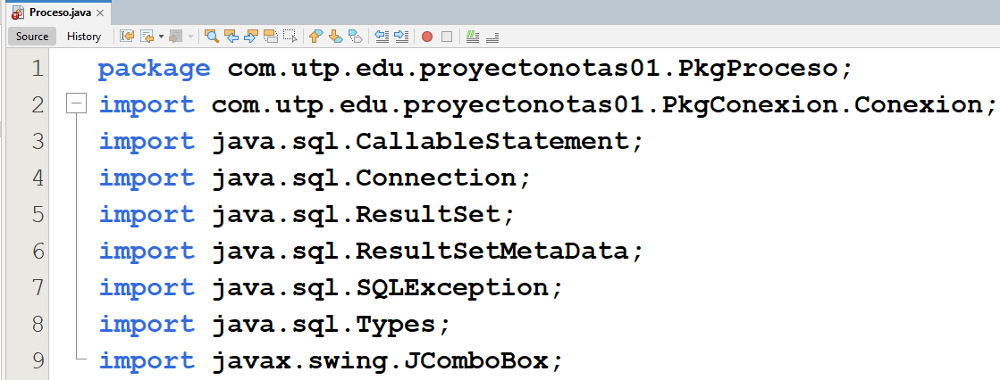 Proceso.java
Source History
1 package com.utp.edu.proyectonotas01.PkgProceso;
2 import com.utp.edu.proyectonotas01.PkgConexion.Conexion;
3 import java.sql.CallableStatement;
4 import java.sql.Connection;
5 import java.sql.ResultSet;
6 import java.sql.ResultSetMetaData;
7 import java.sql.SQLException;
8 import java.sql.Types;
9 import javax.swing.JComboBox;